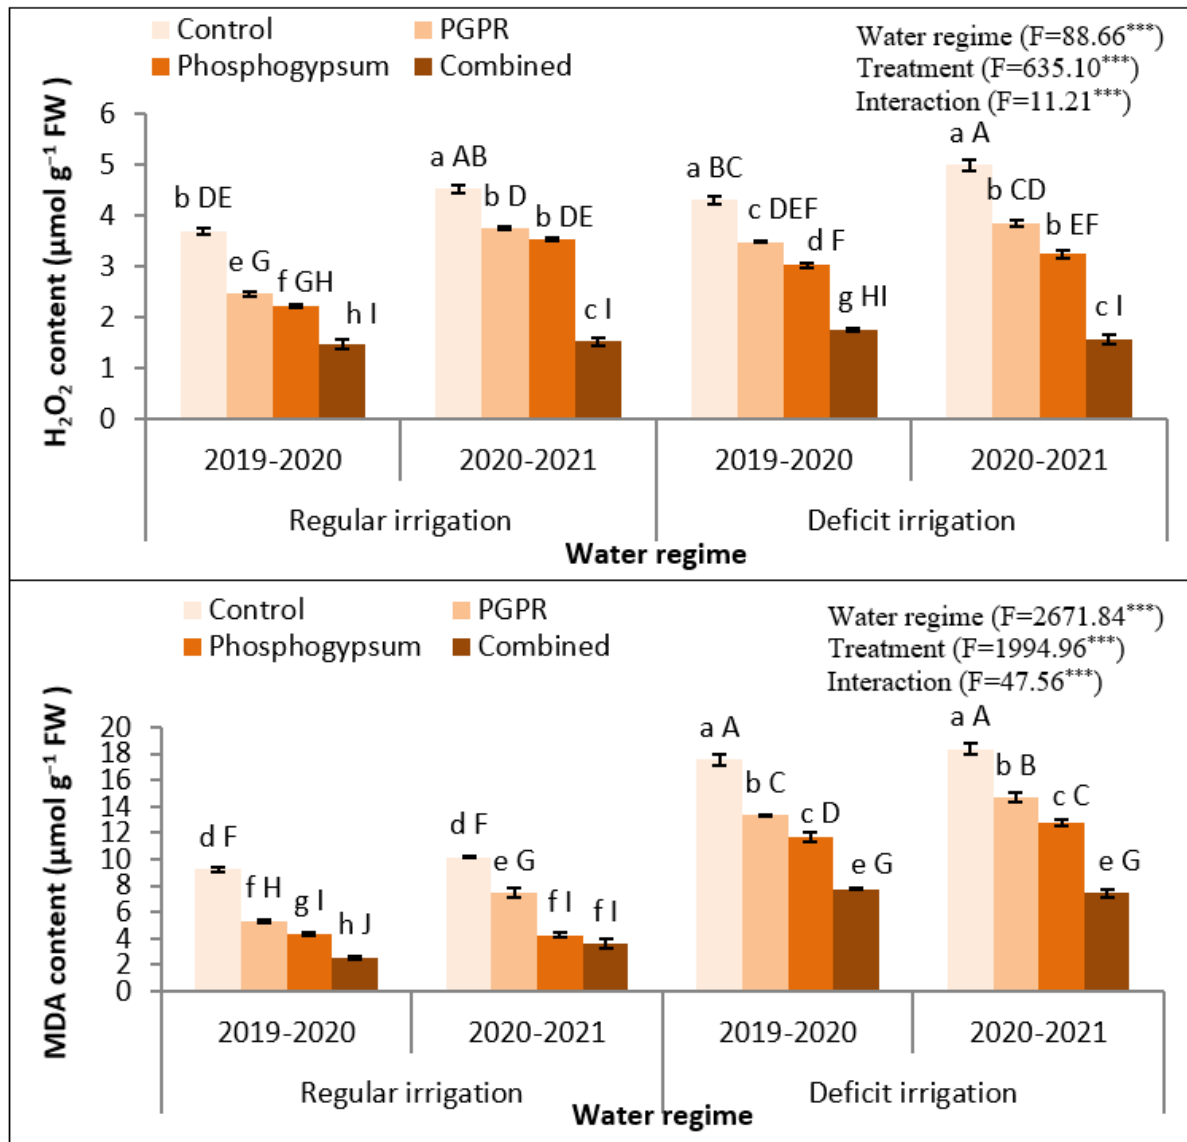 Control PGPR
Phosphogypsum Combined
Water regime (F=88.66***)
Treatment (F=635.10***)
Interaction (F=11.21***)
H₂O₂ content (μmol g⁻¹ FW)
6
5
4
3
2
1
0
b DE
e G
f GH
h I
a AB
b D
b DE
c I
a BC
c DEF
d F
g HI
a A
b CD
b EF
c I
2019-2020 2020-2021 2019-2020 2020-2021
Regular irrigation Deficit irrigation
Water regime
Control PGPR
Phosphogypsum Combined
Water regime (F=2671.84***)
Treatment (F=1994.96***)
Interaction (F=47.56***)
MDA content (μmol g⁻¹ FW )
20
18
16
14
12
10
8
6
4
2
0
d F
f H
g I
h J
d F
e G
f I
f I
a A
b C
c D
e G
a A
b B
c C
e G
2019-2020 2020-2021 2019-2020 2020-2021
Regular irrigation Deficit irrigation
Water regime